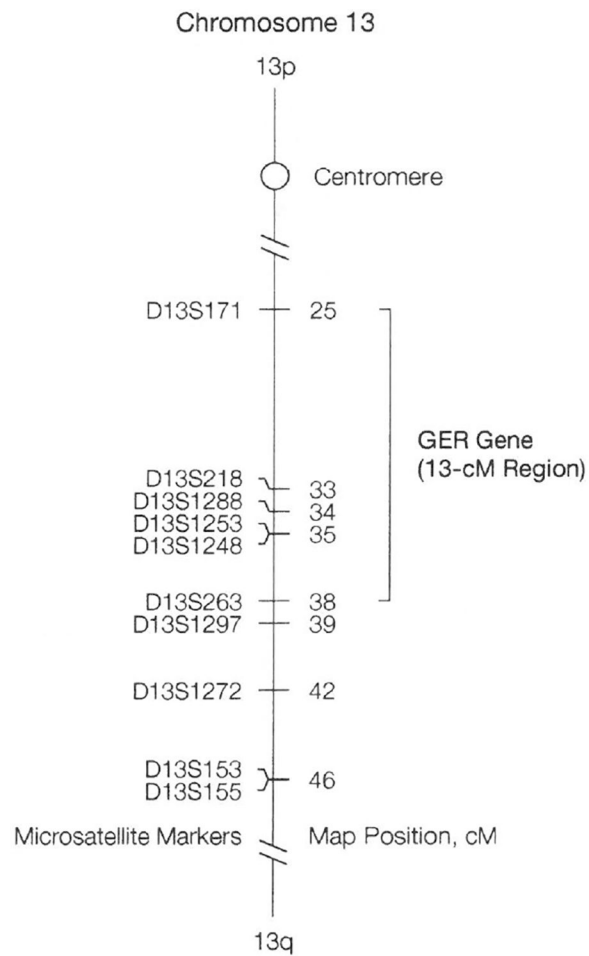 Chromosome 13
13p
Centromere
D13S171
25
GER Gene
(13-cM Region)
D13S218
33
D13S1288
34
D13S1253
D13S1248
35
D13S263
38
D13S1297
39
D13S1272
42
D13S153
D13S155
46
Microsatellite Markers
Map Position, cM
13q